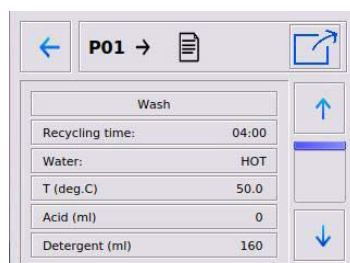 P01 →
Wash
Recycling time: 04:00
Water: HOT
T (deg.C) 50.0
Acid (ml) 0
Detergent (ml) 160